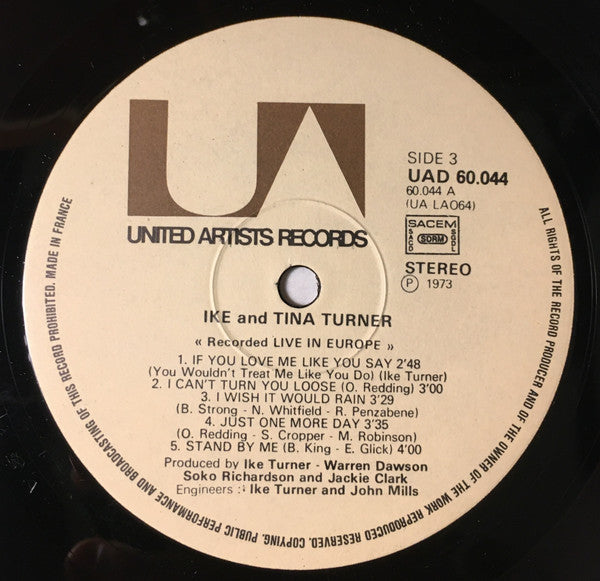 UA
UNITED ARTISTS RECORDS
SIDE 3
UAD 60.044
60.044 A
(UA LA064)
SACEM
SACD SDRM SGDL
STEREO
Ⓟ 1973
IKE and TINA TURNER
« Recorded LIVE IN EUROPE »
1. IF YOU LOVE ME LIKE YOU SAY 2'48
(You Wouldn't Treat Me Like You Do) (Ike Turner)
2. I CAN'T TURN YOU LOOSE (O. Redding) 3'00
3. I WISH IT WOULD RAIN 3'29
(B. Strong - N. Whitfield - R. Penzabene)
4. JUST ONE MORE DAY 3'35
(O. Redding - S. Cropper - M. Robinson)
5. STAND BY ME (B. King - E. Glick) 4'00
Produced by Ike Turner - Warren Dawson
Soko Richardson and Jackie Clark
Engineers : Ike Turner and John Mills
ALL RIGHTS OF THE RECORD PRODUCER AND OF THE OWNER OF THE WORK REPRODUCED RESERVED. COPYING, PUBLIC PERFORMANCE AND BROADCASTING OF THIS RECORD PROHIBITED. MADE IN FRANCE